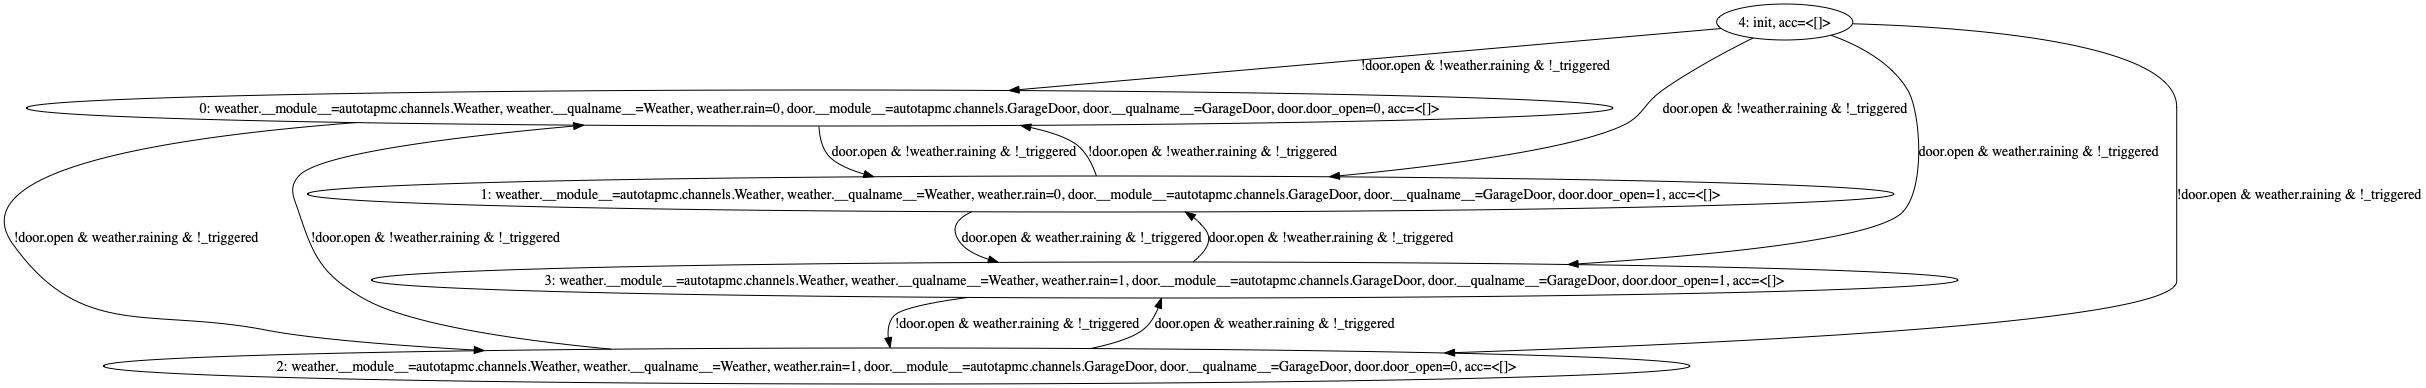 4: init, acc=<[]>
!door.open & !weather.raining & !_triggered
0: weather.__module__=autotapmc.channels.Weather, weather.__qualname__=Weather, weather.rain=0, door.__module__=autotapmc.channels.GarageDoor, door.__qualname__=GarageDoor, door.door_open=0, acc=<[]>
door.open & !weather.raining & !_triggered
door.open & !weather.raining & !_triggered
!door.open & !weather.raining & !_triggered
door.open & weather.raining & !_triggered
1: weather.__module__=autotapmc.channels.Weather, weather.__qualname__=Weather, weather.rain=0, door.__module__=autotapmc.channels.GarageDoor, door.__qualname__=GarageDoor, door.door_open=1, acc=<[]>
!door.open & weather.raining & !_triggered
!door.open & weather.raining & !_triggered
!door.open & !weather.raining & !_triggered
door.open & weather.raining & !_triggered
door.open & !weather.raining & !_triggered
3: weather.__module__=autotapmc.channels.Weather, weather.__qualname__=Weather, weather.rain=1, door.__module__=autotapmc.channels.GarageDoor, door.__qualname__=GarageDoor, door.door_open=1, acc=<[]>
!door.open & weather.raining & !_triggered
door.open & weather.raining & !_triggered
2: weather.__module__=autotapmc.channels.Weather, weather.__qualname__=Weather, weather.rain=1, door.__module__=autotapmc.channels.GarageDoor, door.__qualname__=GarageDoor, door.door_open=0, acc=<[]>